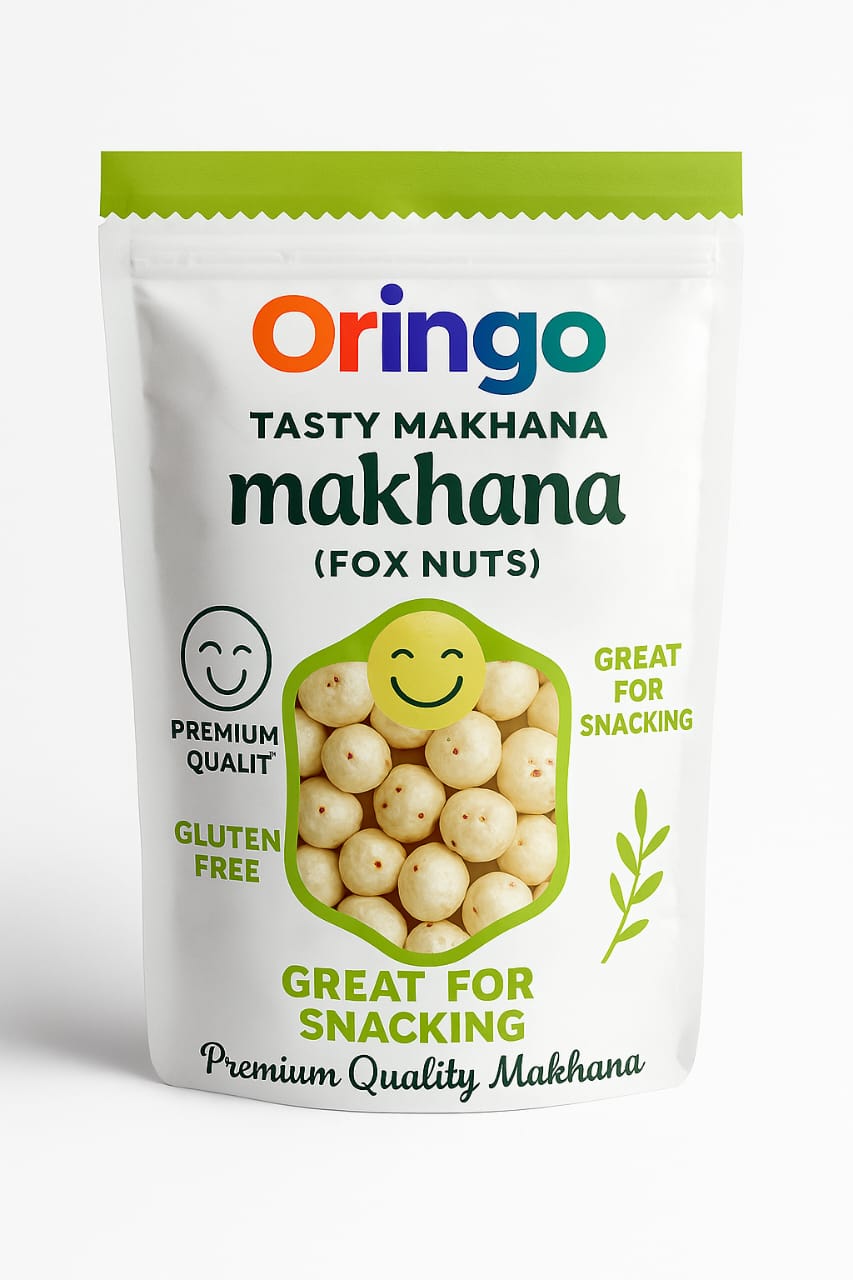 Oringo
TASTY MAKHANA
makhana
(FOX NUTS)
PREMIUM
QUALIT™
GLUTEN
FREE
GREAT
FOR
SNACKING
GREAT FOR
SNACKING
Premium Quality Makhana